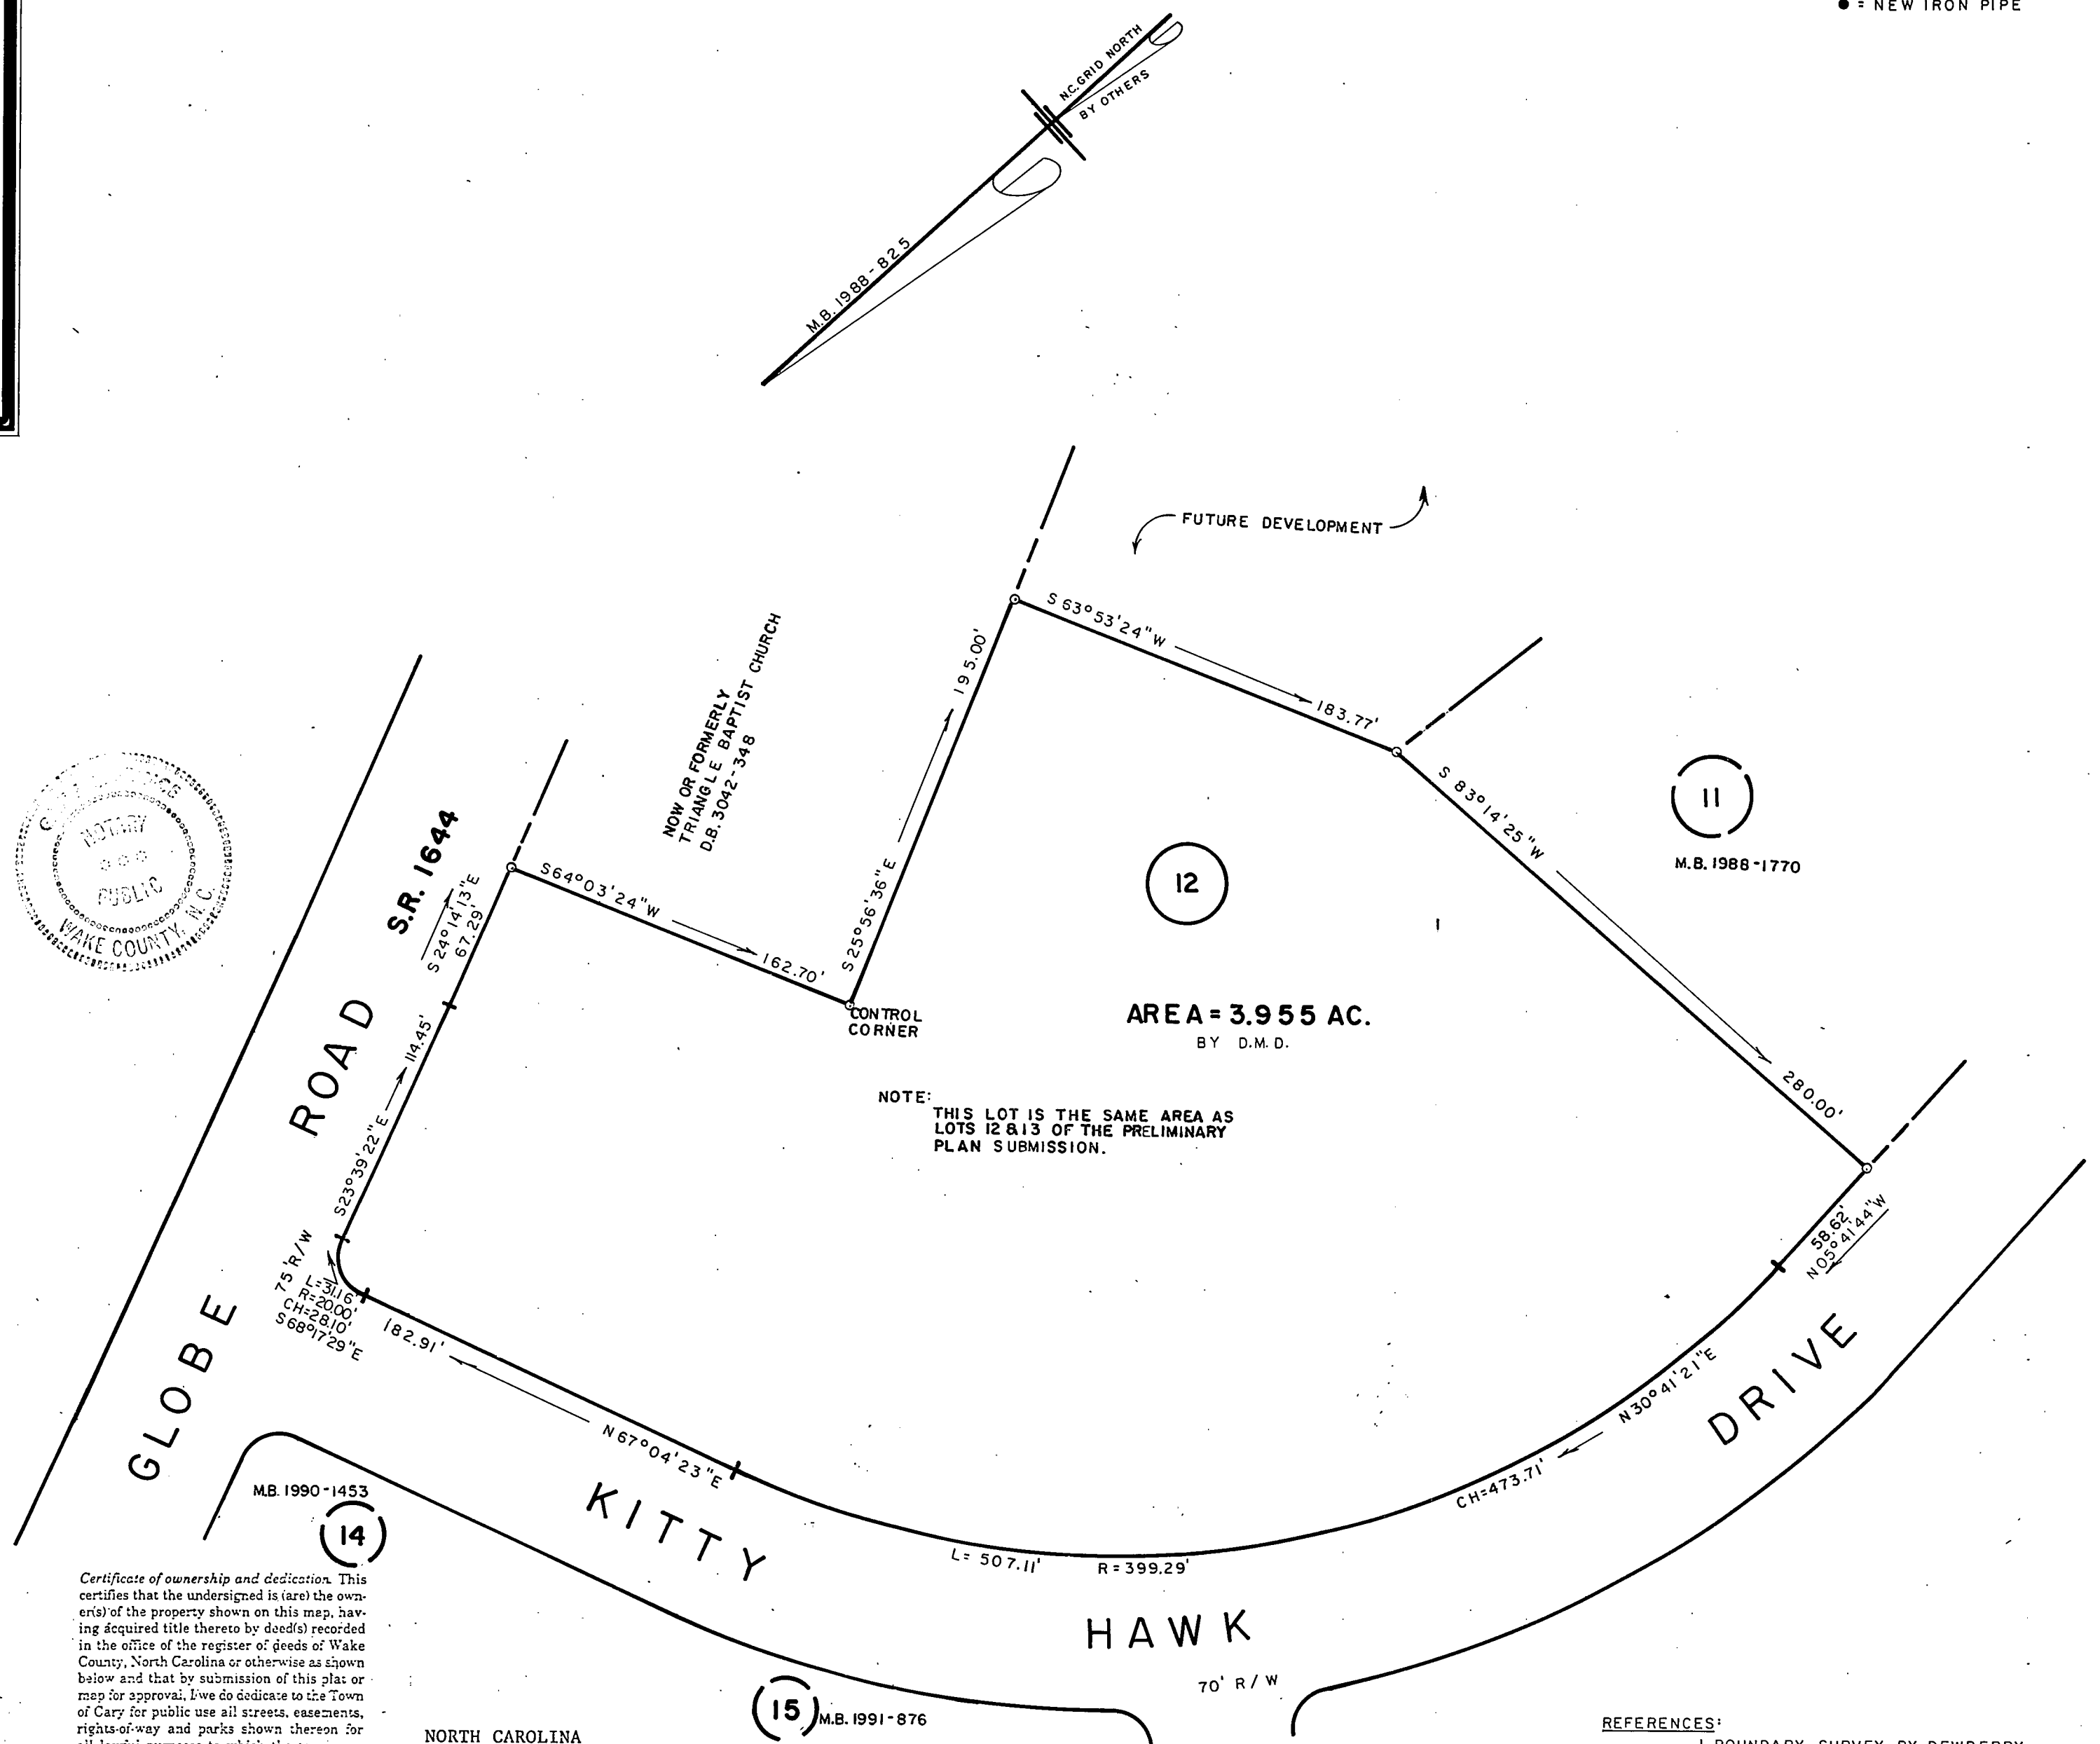 ● = NEW IRON PIPE
N.C. GRID NORTH
BY OTHERS
M.B. 1988-825
FUTURE DEVELOPMENT
S 63°53'24"W
183.77'
195.00'
S 25°56'36"E
NOW OR FORMERLY
TRIANGLE BAPTIST CHURCH
D.B. 3042-348
S 83°14'25"W
280.00'
11
M.B. 1988-1770
12
NOTARY
PUBLIC
WAKE COUNTY, N.C.
S.R. 1644
S 24°14'13"E
67.29'
S64°03'24"W
162.70'
CONTROL
CORNER
AREA = 3.955 AC.
BY D.M.D.
NOTE:
THIS LOT IS THE SAME AREA AS
LOTS 12 & 13 OF THE PRELIMINARY
PLAN SUBMISSION.
GLOBE ROAD
114.45'
S23°39'22"E
75' R/W
L=31.16'
R=20.00'
CH=28.10'
S68°17'29"E
182.91'
N67°04'23"E
58.62'
N05°41'44"W
N30°41'21"E
CH=473.71'
L= 507.11'
R=399.29'
KITTY HAWK DRIVE
70' R/W
M.B. 1990-1453
14
15
M.B. 1991-876
Certificate of ownership and dedication. This
certifies that the undersigned is (are) the own-
er(s) of the property shown on this map, hav-
ing acquired title thereto by deed(s) recorded
in the office of the register of deeds of Wake
County, North Carolina or otherwise as shown
below and that by submission of this plat or
map for approval, I/we do dedicate to the Town
of Cary for public use all streets, easements,
rights-of-way and parks shown thereon for
NORTH CAROLINA
REFERENCES:
1. BOUNDARY SURVEY BY DEWBERRY